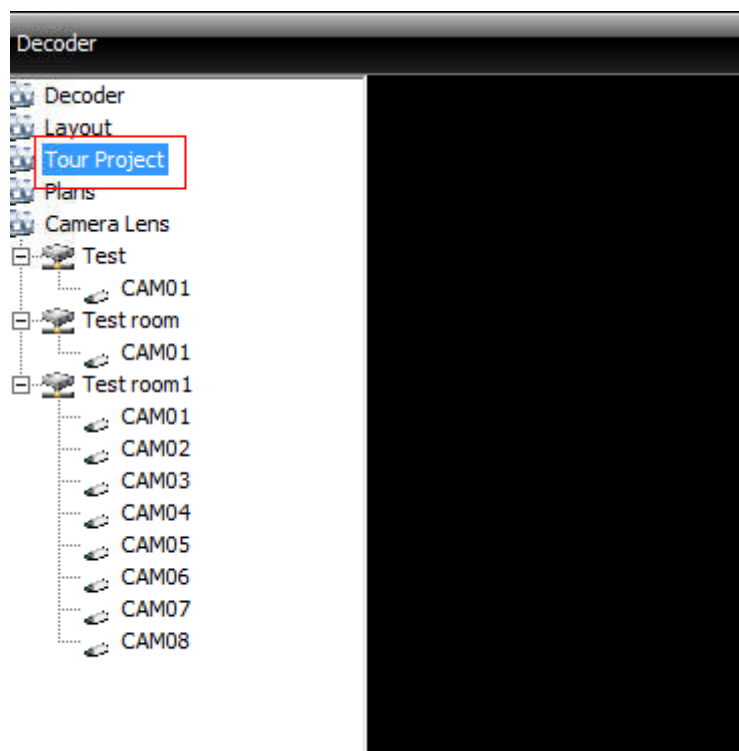 Decoder
Decoder
Layout
Tour Project
Plans
Camera Lens
Test
CAM01
Test room
CAM01
Test room1
CAM01
CAM02
CAM03
CAM04
CAM05
CAM06
CAM07
CAM08